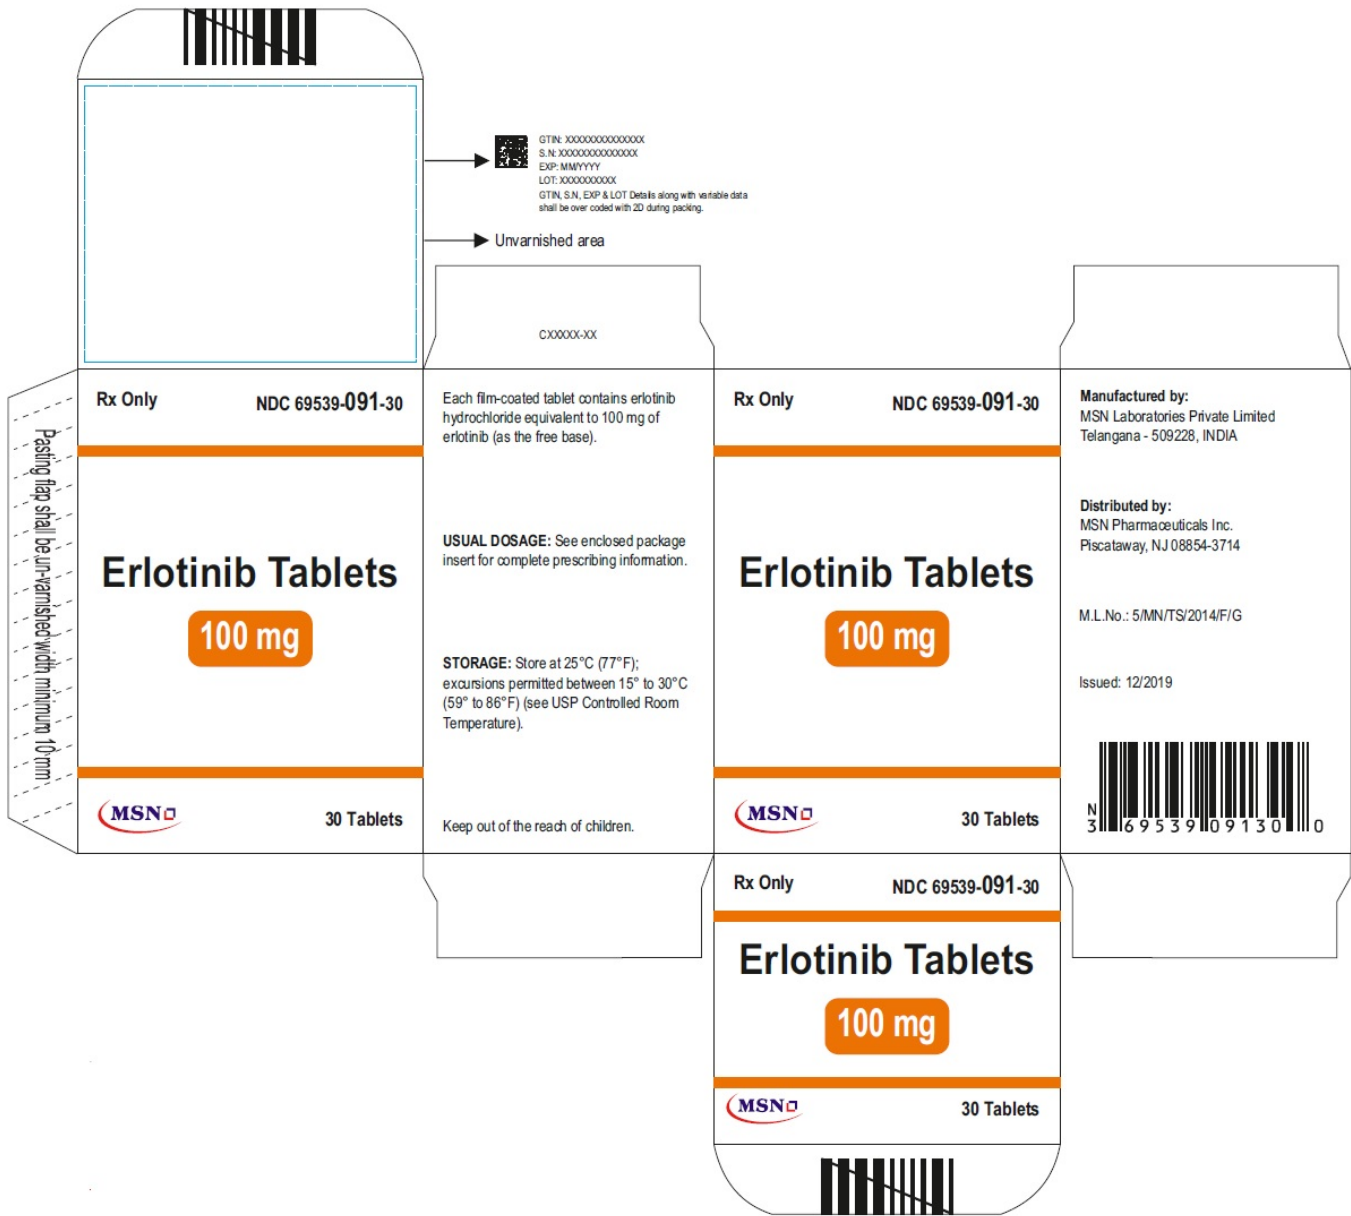 GTIN: XXXXXXXXXXXXXX
S.N: XXXXXXXXXXXXXX
EXP: MM/YYYY
LOT: XXXXXXXXXX
GTIN, S.N, EXP & LOT Details along with variable data
shall be over coded with 2D during packing.
Unvarnished area
CXXXXX-XX
Pasting flap shall be un-varnished width minimum 10 mm
Rx Only
NDC 69539-091-30
Erlotinib Tablets
100 mg
MSN
30 Tablets
Each film-coated tablet contains erlotinib
hydrochloride equivalent to 100 mg of
erlotinib (as the free base).
USUAL DOSAGE: See enclosed package
insert for complete prescribing information.
STORAGE: Store at 25°C (77°F);
excursions permitted between 15° to 30°C
(59° to 86°F) (see USP Controlled Room
Temperature).
Keep out of the reach of children.
Rx Only
NDC 69539-091-30
Erlotinib Tablets
100 mg
MSN
30 Tablets
Manufactured by:
MSN Laboratories Private Limited
Telangana - 509228, INDIA
Distributed by:
MSN Pharmaceuticals Inc.
Piscataway, NJ 08854-3714
M.L.No.: 5/MN/TS/2014/F/G
Issued: 12/2019
N
3 69539 09130 0
Rx Only
NDC 69539-091-30
Erlotinib Tablets
100 mg
MSN
30 Tablets